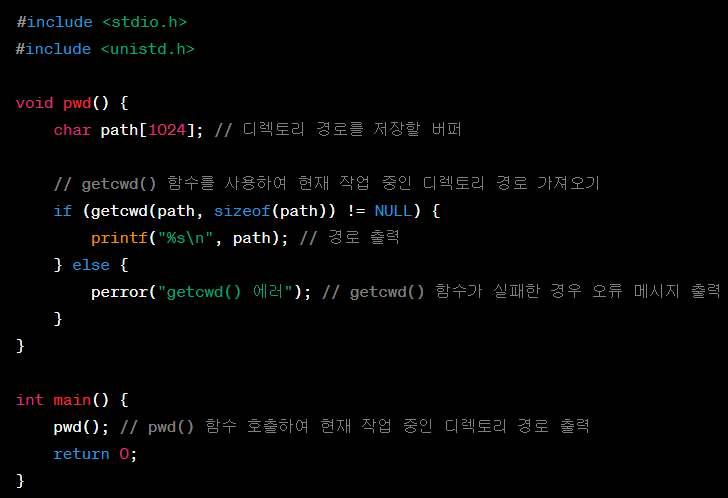 #include <stdio.h>
#include <unistd.h>
void pwd() {
char path[1024]; // 디렉토리 경로를 저장할 버퍼
// getcwd() 함수를 사용하여 현재 작업 중인 디렉토리 경로 가져오기
if (getcwd(path, sizeof(path)) != NULL) {
printf("%s\n", path); // 경로 출력
} else {
perror("getcwd() 에러"); // getcwd() 함수가 실패한 경우 오류 메시지 출력
}
}
int main() {
pwd(); // pwd() 함수 호출하여 현재 작업 중인 디렉토리 경로 출력
return 0;
}